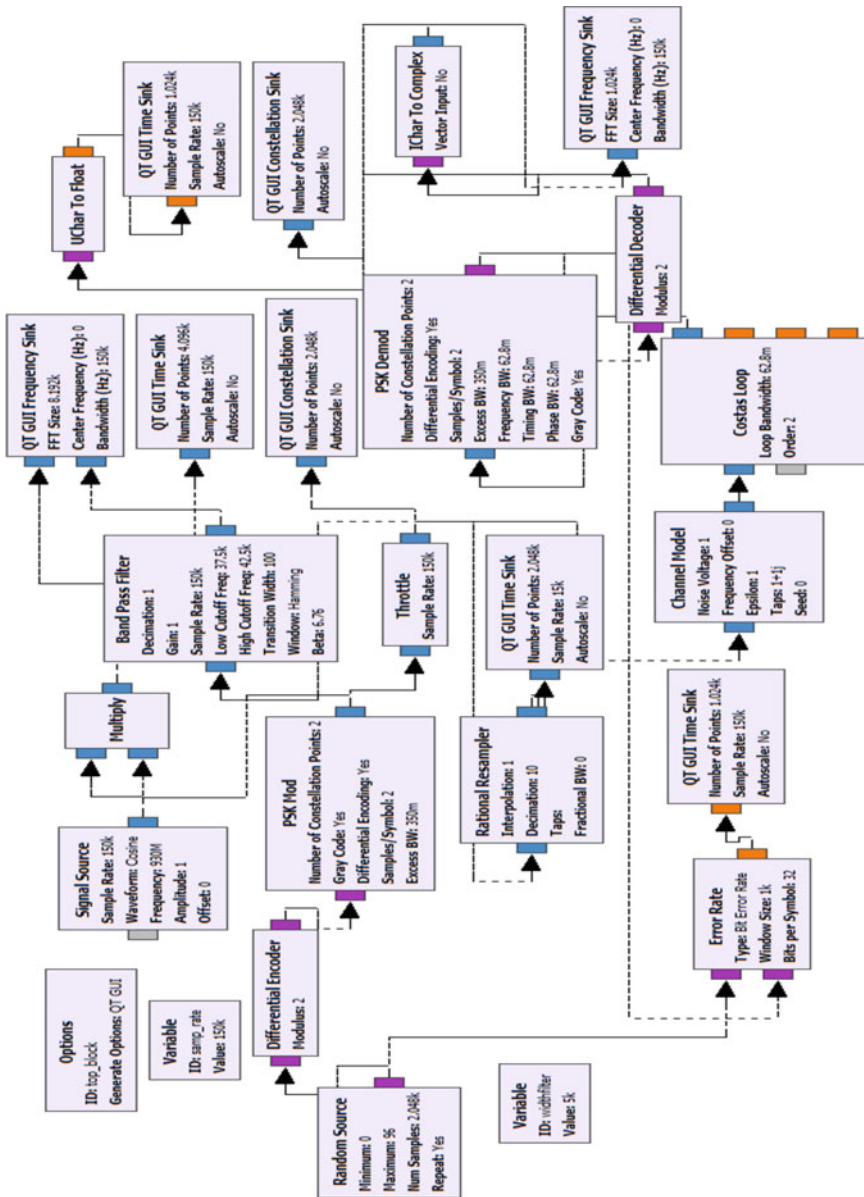 Options
ID: top_block
Generate Options: QT GUI
Variable
ID: samp_rate
Value: 150k
Signal Source
Sample Rate: 150k
Waveform: Cosine
Frequency: 930M
Amplitude: 1
Offset: 0
Multiply
Band Pass Filter
Decimation: 1
Gain: 1
Sample Rate: 150k
Low Cutoff Freq: 37.5k
High Cutoff Freq: 42.5k
Transition Width: 100
Window: Hamming
Beta: 6.76
QT GUI Frequency Sink
FFT Size: 8.192k
Center Frequency (Hz): 0
Bandwidth (Hz): 150k
QT GUI Time Sink
Number of Points: 4.096k
Sample Rate: 150k
Autoscale: No
QT GUI Constellation Sink
Number of Points: 2.048k
Autoscale: No
UChar To Float
QT GUI Time Sink
Number of Points: 1.024k
Sample Rate: 150k
Autoscale: No
QT GUI Constellation Sink
Number of Points: 2.048k
Autoscale: No
Random Source
Minimum: 0
Maximum: 96
Num Samples: 2.048k
Repeat: Yes
Differential Encoder
Modulus: 2
PSK Mod
Number of Constellation Points: 2
Gray Code: Yes
Differential Encoding: Yes
Samples/Symbol: 2
Excess BW: 350m
Throttle
Sample Rate: 150k
PSK Demod
Number of Constellation Points: 2
Differential Encoding: Yes
Samples/Symbol: 2
Excess BW: 350m
Frequency BW: 62.8m
Timing BW: 62.8m
Phase BW: 62.8m
Gray Code: Yes
IChar To Complex
Vector Input: No
Rational Resampler
Interpolation: 1
Decimation: 10
Taps:
Fractional BW: 0
QT GUI Time Sink
Number of Points: 2.048k
Sample Rate: 15k
Autoscale: No
Differential Decoder
Modulus: 2
QT GUI Frequency Sink
FFT Size: 1.024k
Center Frequency (Hz): 0
Bandwidth (Hz): 150k
Variable
ID: widthfilter
Value: 5k
Error Rate
Type: Bit Error Rate
Window Size: 1k
Bits per Symbol: 32
QT GUI Time Sink
Number of Points: 1.024k
Sample Rate: 150k
Autoscale: No
Channel Model
Noise Voltage: 1
Frequency Offset: 0
Epsilon: 1
Taps: 1+1j
Seed: 0
Costas Loop
Loop Bandwidth: 62.8m
Order: 2